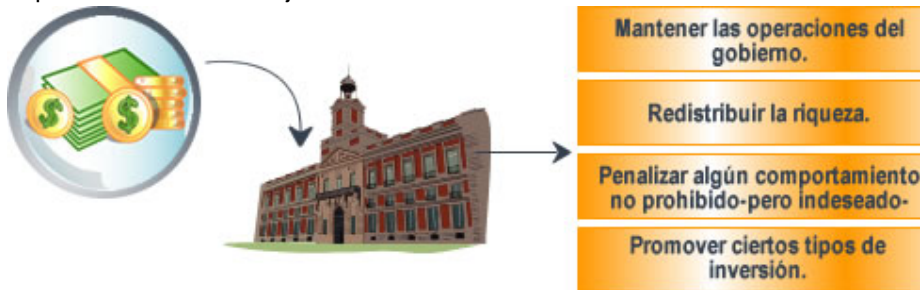 Mantener las operaciones del
gobierno.
Redistribuir la riqueza.
Penalizar algún comportamiento
no prohibido-pero indeseado-
Promover ciertos tipos de
inversión.